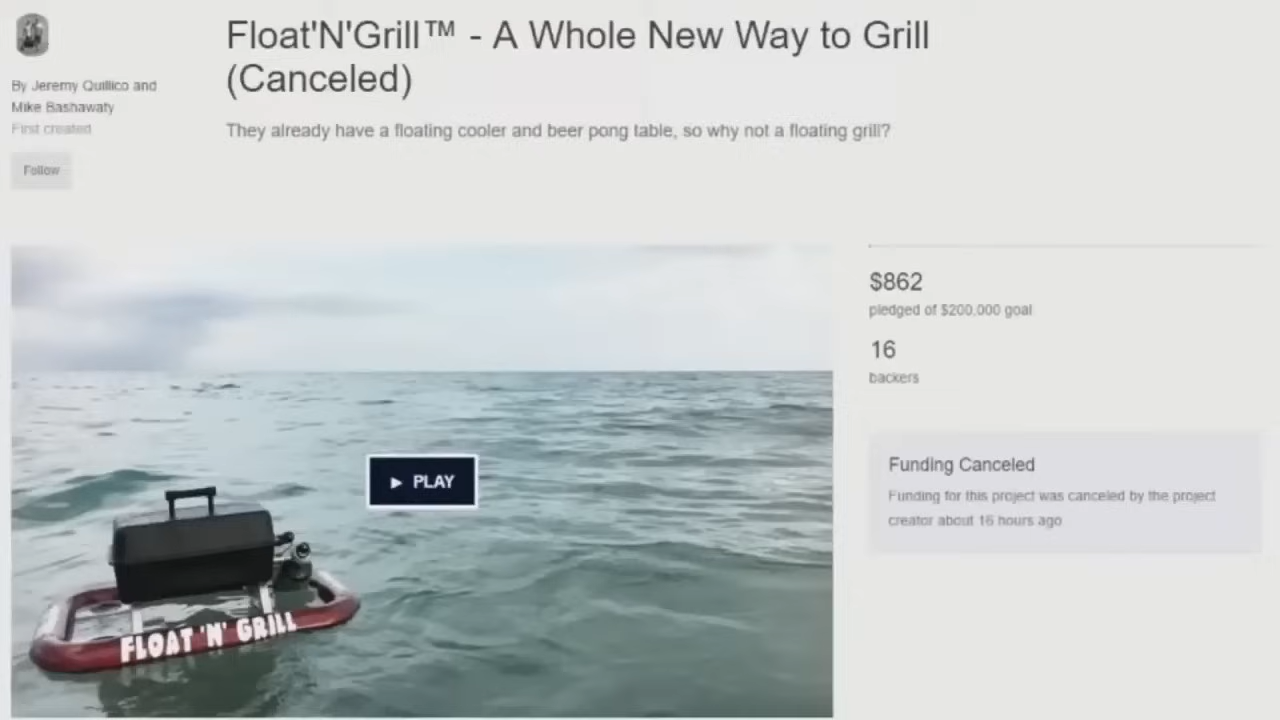 Float'N'Grill™ - A Whole New Way to Grill
(Canceled)
By Jeremy Quillico and
Mike Bashawaty
First created
They already have a floating cooler and beer pong table, so why not a floating grill?
Follow
$862
pledged of $200,000 goal
16
backers
▶ PLAY
Funding Canceled
Funding for this project was canceled by the project
creator about 16 hours ago
FLOAT 'N' GRILL